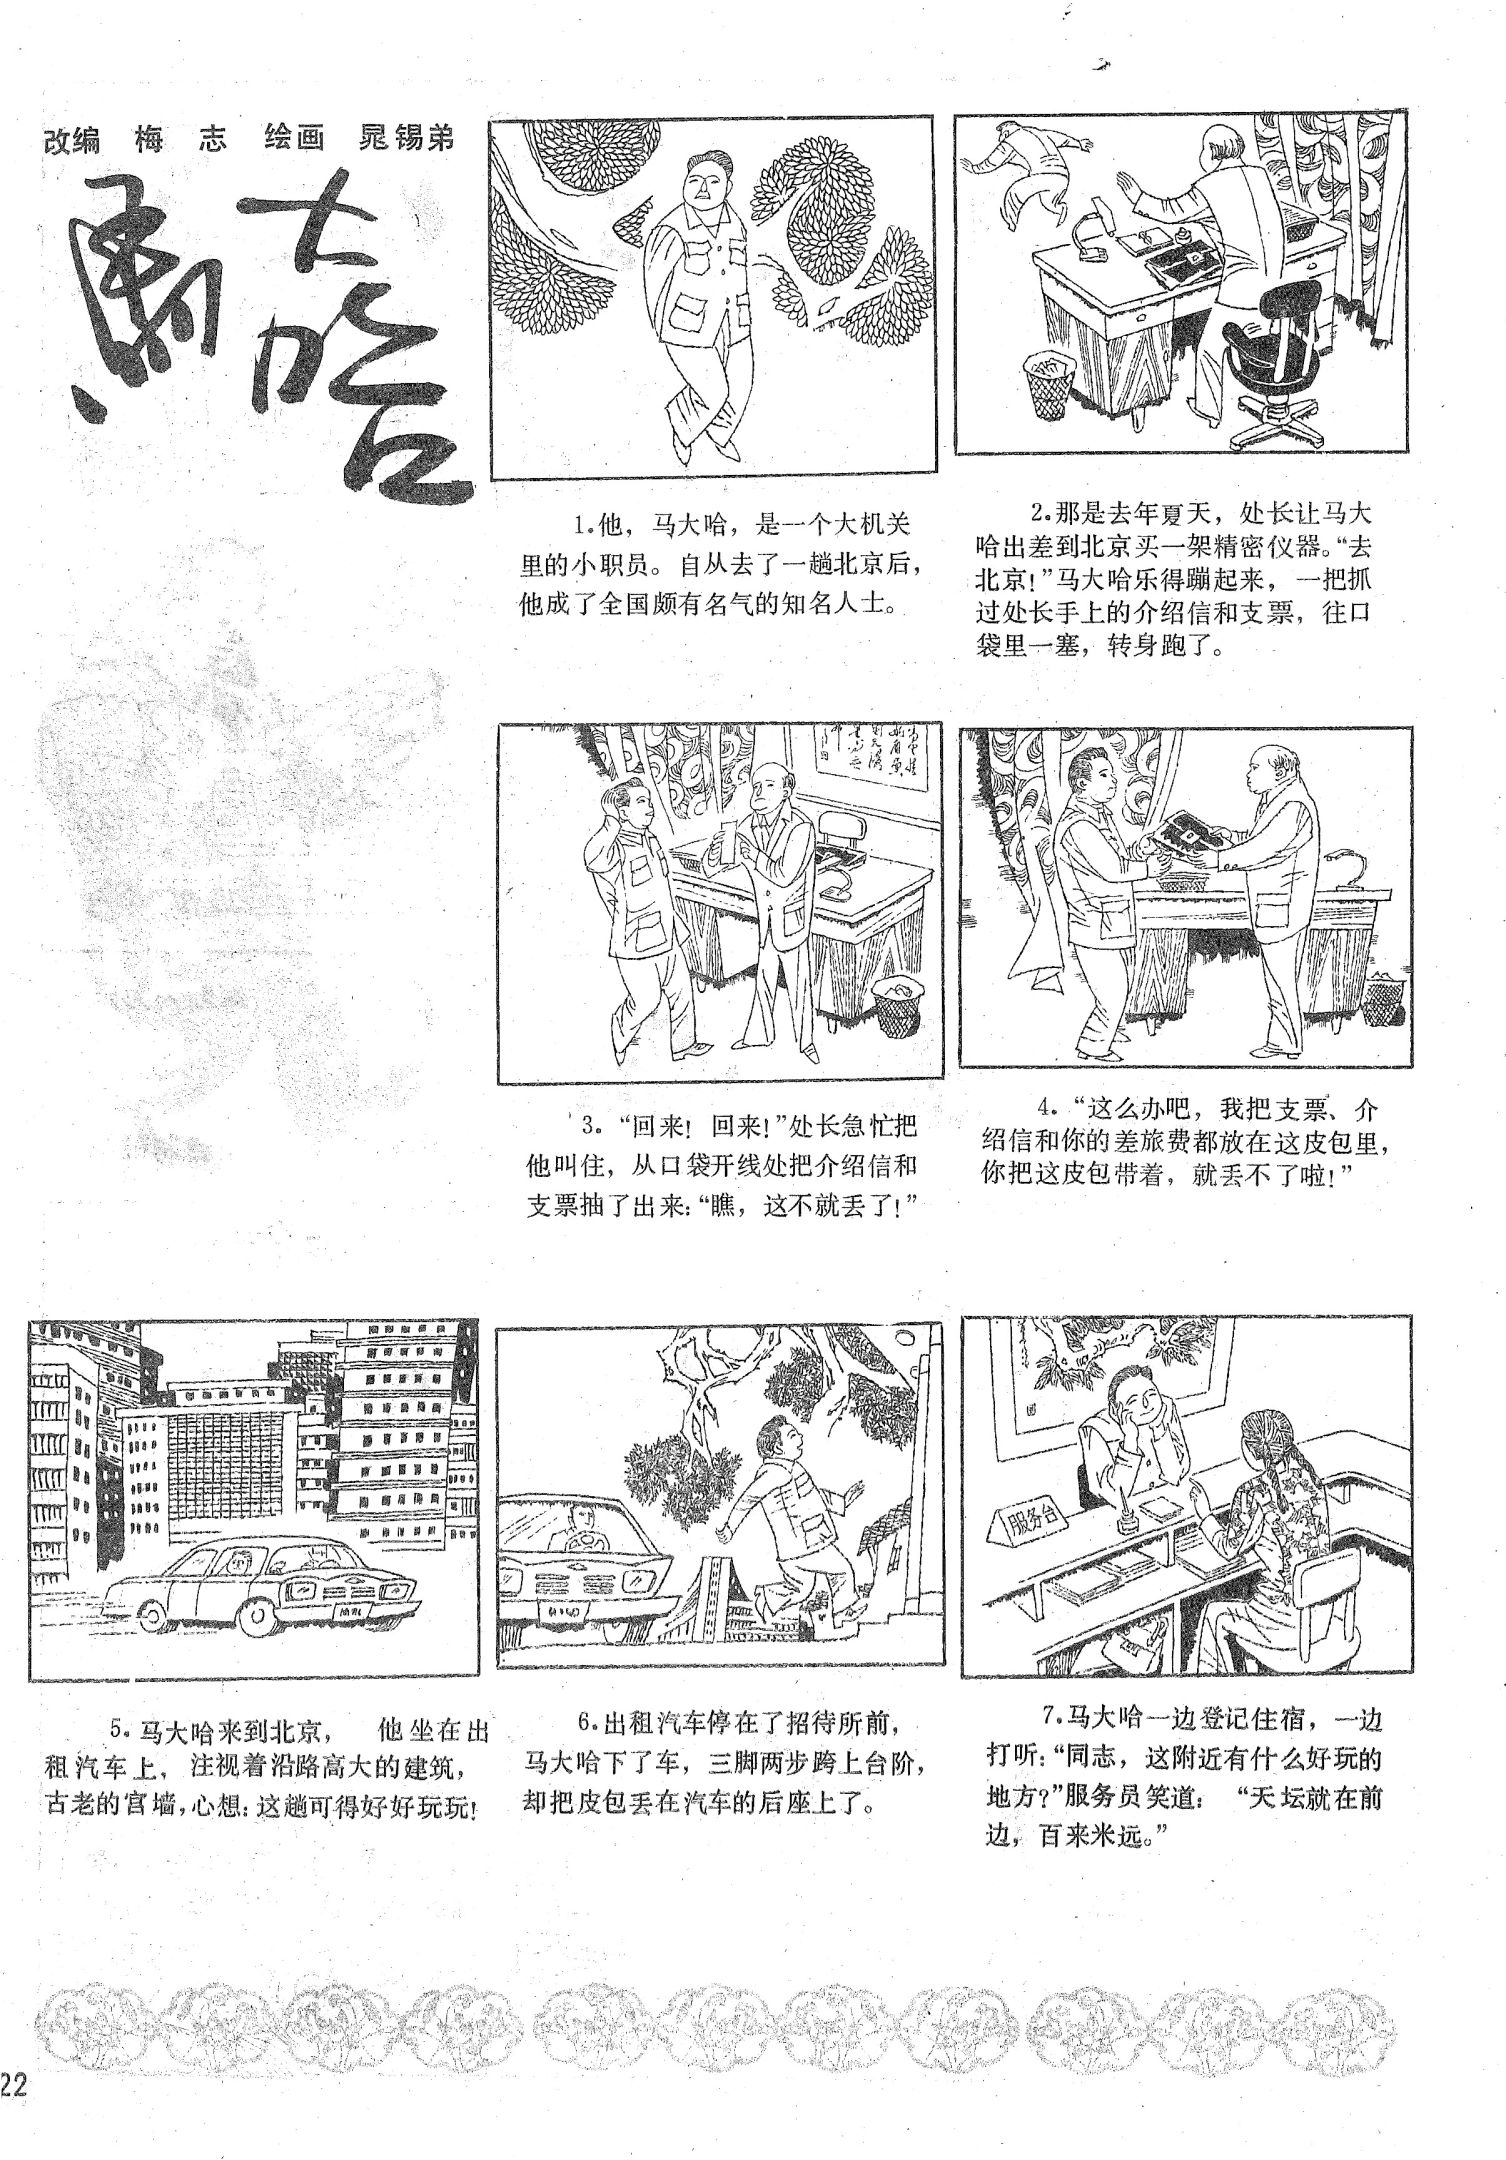 改编 梅 志 绘画 晁锡弟
马大哈
1.他，马大哈，是一个大机关
里的小职员。自从去了一趟北京后，
他成了全国颇有名气的知名人士。
2.那是去年夏天，处长让马大
哈出差到北京买一架精密仪器。“去
北京！”马大哈乐得蹦起来，一把抓
过处长手上的介绍信和支票，往口
袋里一塞，转身跑了。
3.“回来！回来！”处长急忙把
他叫住，从口袋开线处把介绍信和
支票抽了出来：“瞧，这不就丢了！”
4.“这么办吧，我把支票、介
绍信和你的差旅费都放在这皮包里，
你把这皮包带着，就丢不了啦！”
5.马大哈来到北京， 他坐在出
租汽车上，注视着沿路高大的建筑，
古老的宫墙，心想：这趟可得好好玩玩！
6.出租汽车停在了招待所前，
马大哈下了车，三脚两步跨上台阶，
却把皮包丢在汽车的后座上了。
服务台
7.马大哈一边登记住宿，一边
打听：“同志，这附近有什么好玩的
地方？”服务员笑道： “天坛就在前
边，百来米远。”
22